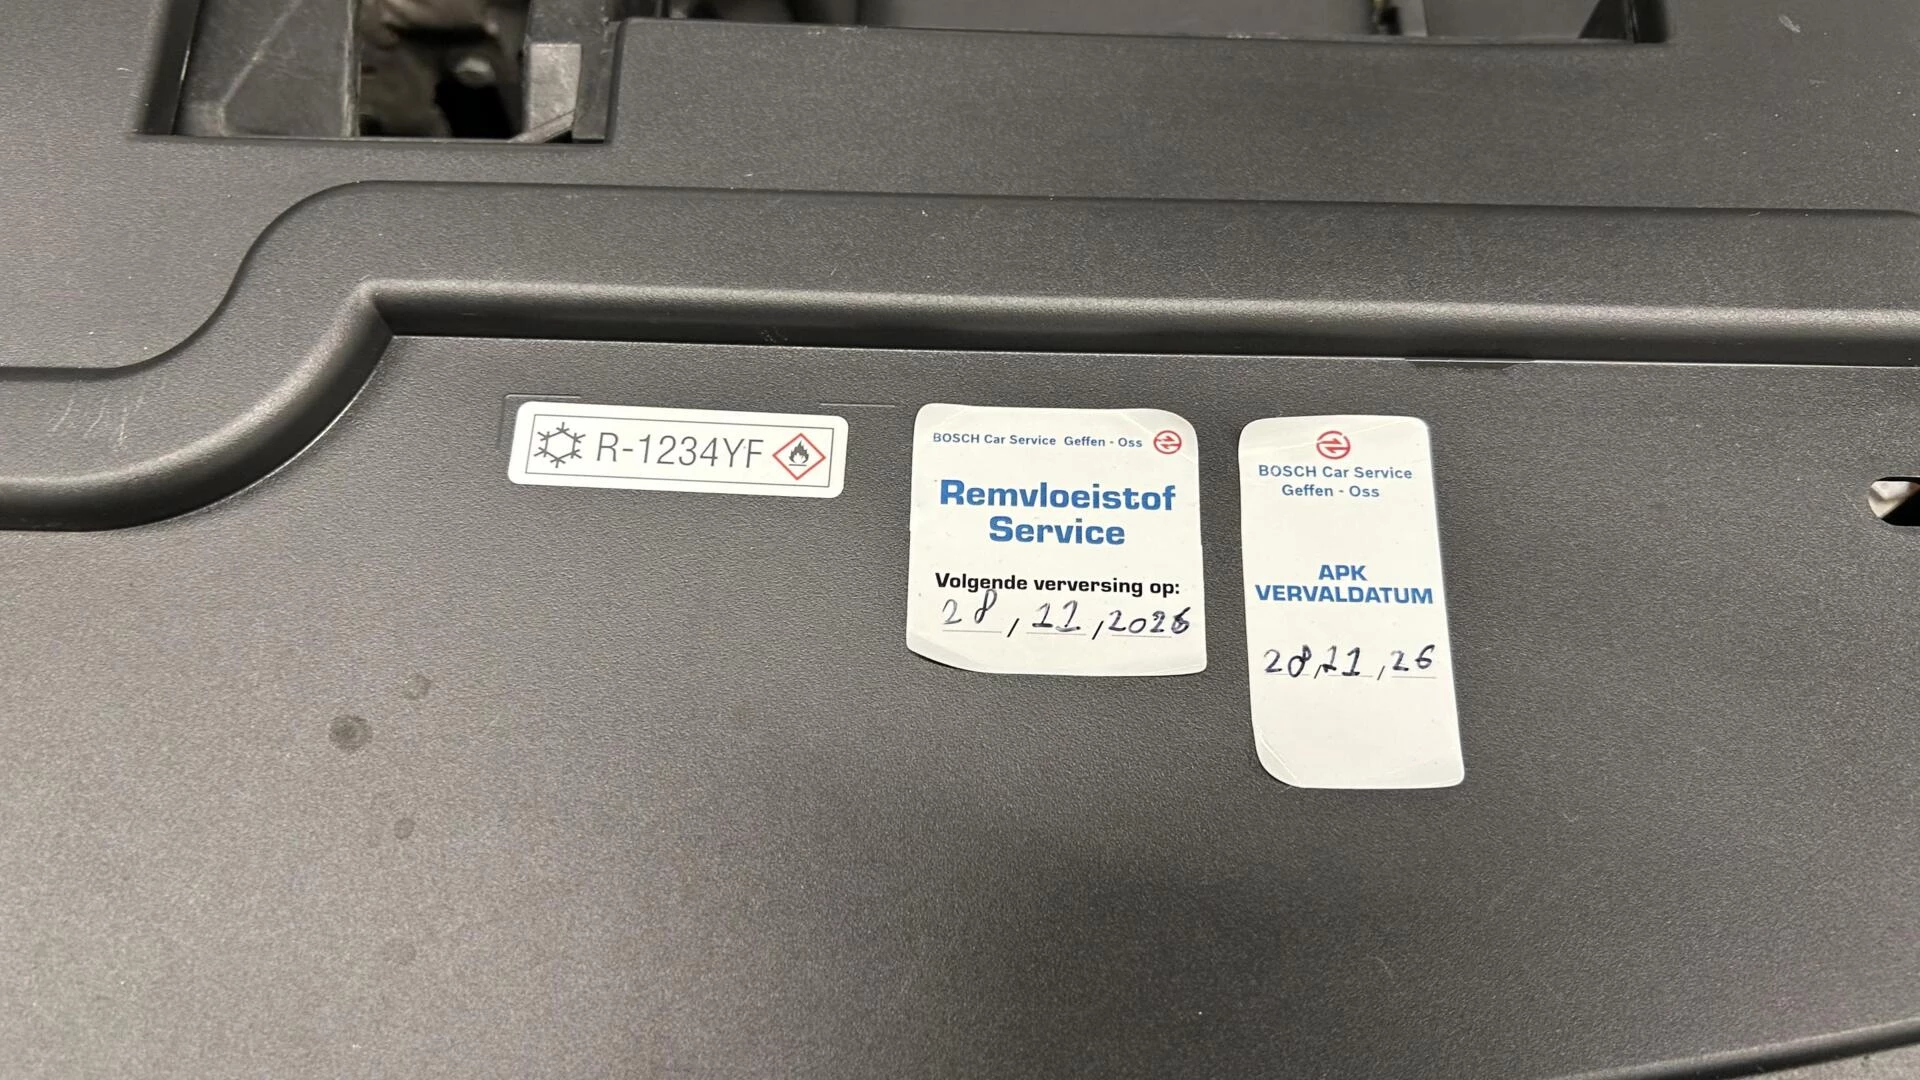 R-1234YF
BOSCH Car Service Geffen - Oss
Remvloeistof
Service
Volgende verversing op:
28, 11, 2026
BOSCH Car Service
Geffen - Oss
APK
VERVALDATUM
28, 11, 26